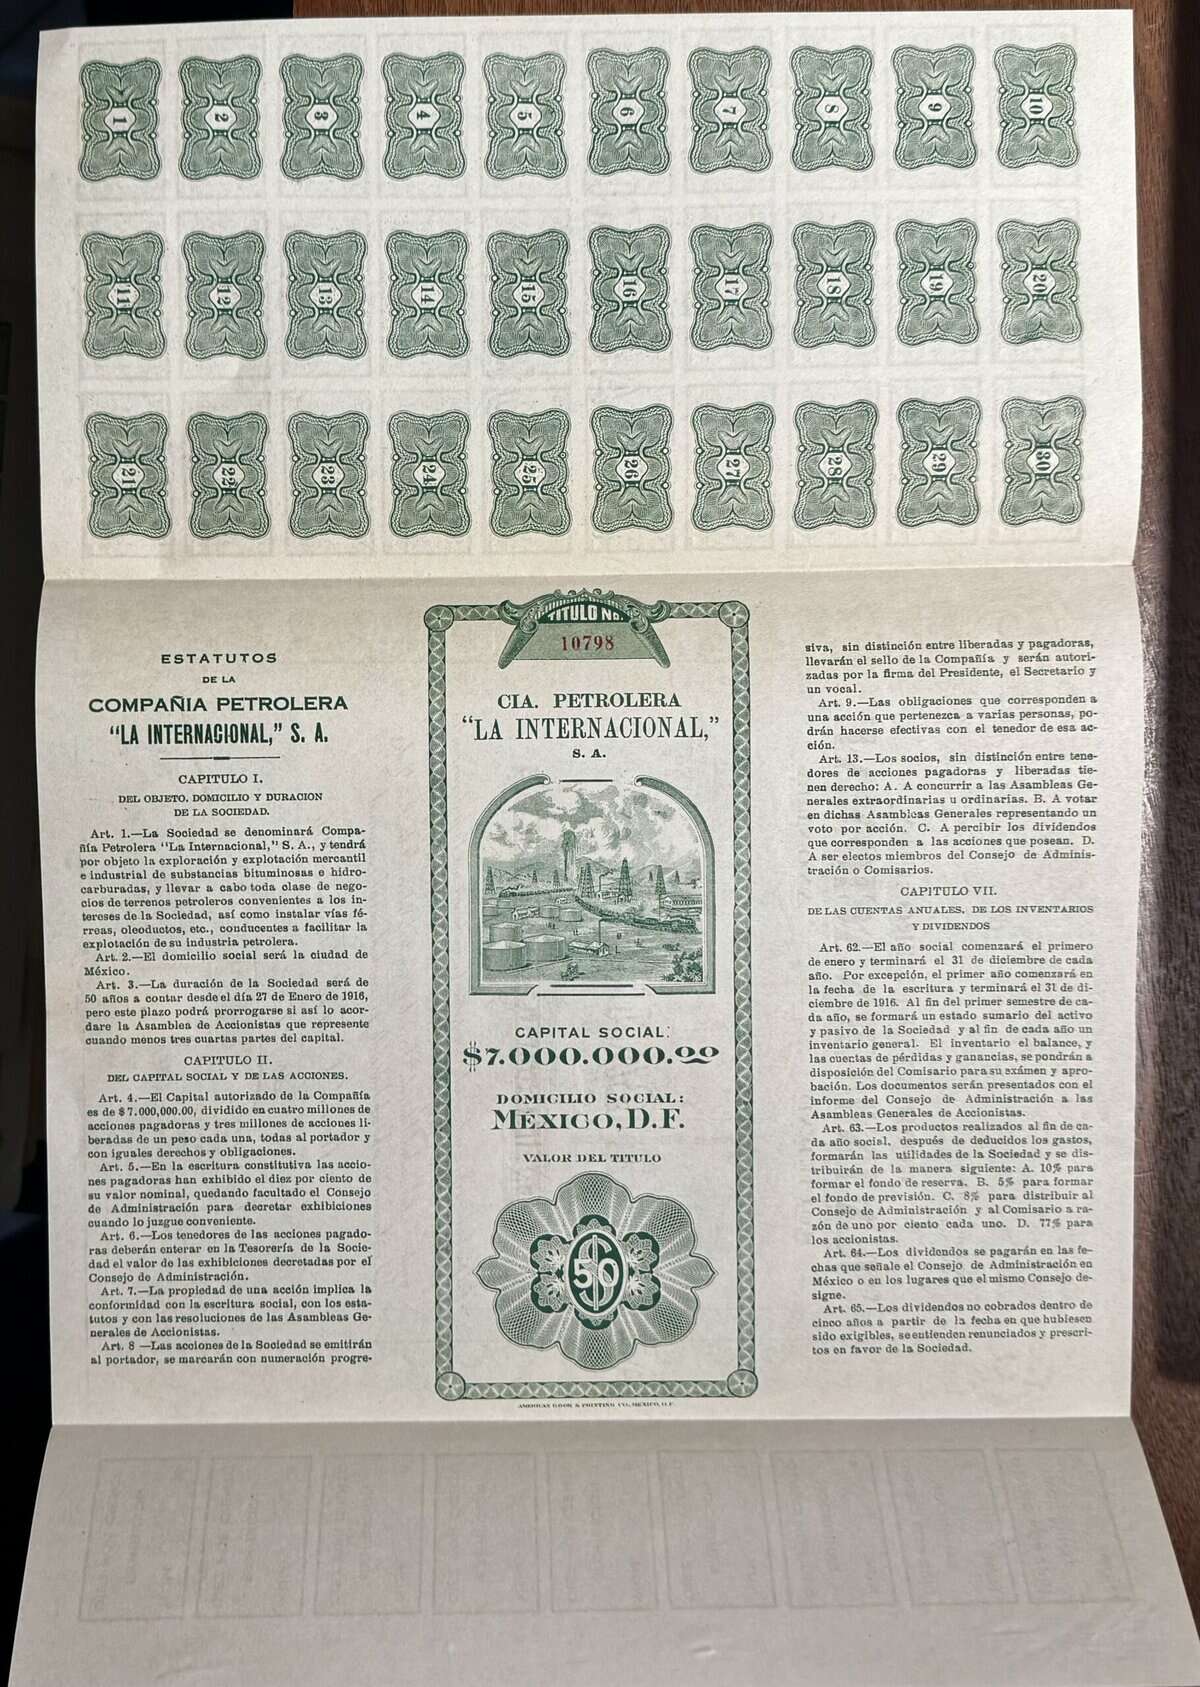 1 2 3 4 5 6 7 8 9 10
11 12 13 14 15 16 17 18 19 20
21 22 23 24 25 26 27 28 29 30
ESTATUTOS
DE LA
COMPAÑIA PETROLERA
"LA INTERNACIONAL," S. A.
CAPITULO I.
DEL OBJETO, DOMICILIO Y DURACION
DE LA SOCIEDAD.
Art. 1.—La Sociedad se denominará Compa-
ñía Petrolera "La Internacional," S. A., y tendrá
por objeto la exploración y explotación mercantil
e industrial de substancias bituminosas e hidro-
carburadas, y llevar a cabo toda clase de nego-
cios de terrenos petroleros convenientes a los in-
tereses de la Sociedad, así como instalar vías fé-
rreas, oleoductos, etc., conducentes a facilitar la
explotación de su industria petrolera.
Art. 2.—El domicilio social será la ciudad de
México.
Art. 3.—La duración de la Sociedad será de
50 años a contar desde el día 27 de Enero de 1916,
pero este plazo podrá prorrogarse si así lo acor-
dare la Asamblea de Accionistas que represente
cuando menos tres cuartas partes del capital.
CAPITULO II.
DEL CAPITAL SOCIAL Y DE LAS ACCIONES.
Art. 4.—El Capital autorizado de la Compañía
es de $ 7.000,000.00, dividido en cuatro millones de
acciones pagadoras y tres millones de acciones li-
beradas de un peso cada una, todas al portador y
con iguales derechos y obligaciones.
Art. 5.—En la escritura constitutiva las accio-
nes pagadoras han exhibido el diez por ciento de
su valor nominal, quedando facultado el Consejo
de Administración para decretar exhibiciones
cuando lo juzgue conveniente.
Art. 6.—Los tenedores de las acciones pagado-
ras deberán enterar en la Tesorería de la Socie-
dad el valor de las exhibiciones decretadas por el
Consejo de Administración.
Art. 7.—La propiedad de una acción implica la
conformidad con la escritura social, con los esta-
tutos y con las resoluciones de las Asambleas Ge-
nerales de Accionistas.
Art. 8 —Las acciones de la Sociedad se emitirán
al portador, se marcarán con numeración progre-
TITULO No.
10798
CIA. PETROLERA
"LA INTERNACIONAL,"
S. A.
CAPITAL SOCIAL:
$7.000.000.00
DOMICILIO SOCIAL:
MÉXICO, D.F.
VALOR DEL TITULO
$50
AMERICAN BOOK & PRINTING CO., MEXICO, D.F.
siva, sin distinción entre liberadas y pagadoras,
llevarán el sello de la Compañía y serán autori-
zadas por la firma del Presidente, el Secretario y
un vocal.
Art. 9.—Las obligaciones que corresponden a
una acción que pertenezca a varias personas, po-
drán hacerse efectivas con el tenedor de esa ac-
ción.
Art. 13.—Los socios, sin distinción entre tene-
dores de acciones pagadoras y liberadas tie-
nen derecho: A. A concurrir a las Asambleas Ge-
nerales extraordinarias u ordinarias. B. A votar
en dichas Asambleas Generales representando un
voto por acción. C. A percibir los dividendos
que corresponden a las acciones que posean. D.
A ser electos miembros del Consejo de Adminis-
tración o Comisarios.
CAPITULO VII.
DE LAS CUENTAS ANUALES, DE LOS INVENTARIOS
Y DIVIDENDOS
Art. 62.—El año social comenzará el primero
de enero y terminará el 31 de diciembre de cada
año. Por excepción, el primer año comenzará en
la fecha de la escritura y terminará el 31 de di-
ciembre de 1916. Al fin del primer semestre de ca-
da año, se formará un estado sumario del activo
y pasivo de la Sociedad y al fin de cada año un
inventario general. El inventario el balance, y
las cuentas de pérdidas y ganancias, se pondrán a
disposición del Comisario para su exámen y apro-
bación. Los documentos serán presentados con el
informe del Consejo de Administración a las
Asambleas Generales de Accionistas.
Art. 63.—Los productos realizados al fin de ca-
da año social, después de deducidos los gastos,
formarán las utilidades de la Sociedad y se dis-
tribuirán de la manera siguiente: A. 10% para
formar el fondo de reserva. B. 5% para formar
el fondo de previsión. C. 8% para distribuir al
Consejo de Administración y al Comisario a ra-
zón de uno por ciento cada uno. D. 77% para
los accionistas.
Art. 64.—Los dividendos se pagarán en las fe-
chas que señale el Consejo de Administración en
México o en los lugares que el mismo Consejo de-
signe.
Art. 65.—Los dividendos no cobrados dentro de
cinco años a partir de la fecha en que hubiesen
sido exigibles, se entienden renunciados y prescri-
tos en favor de la Sociedad.